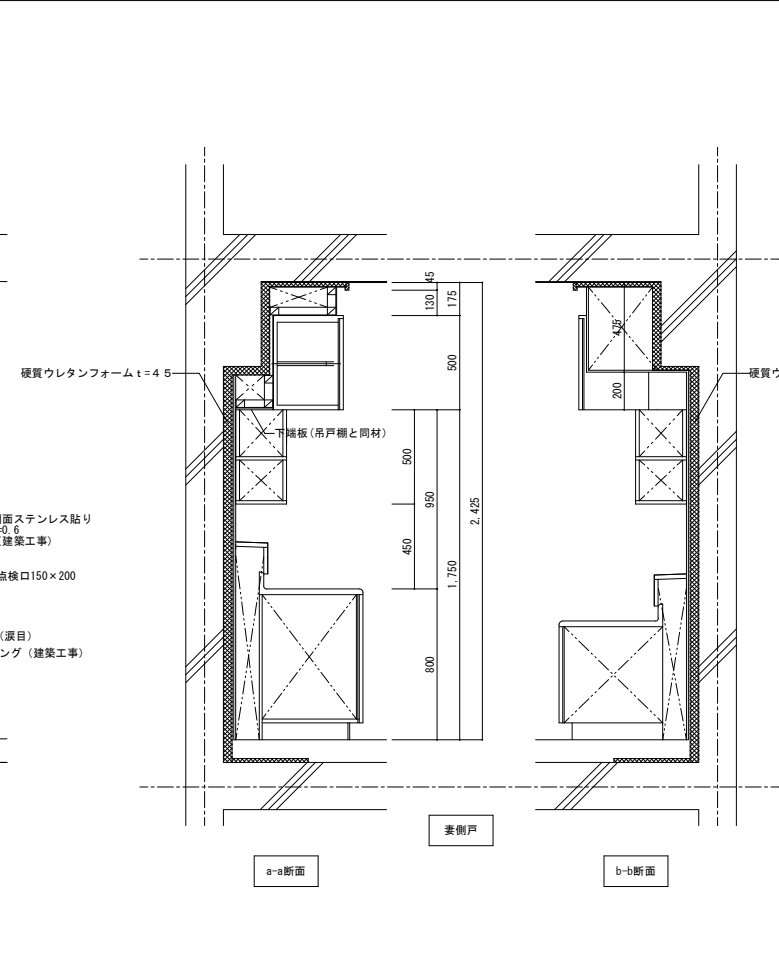 45
130
175
500
475
200
硬質ウレタンフォームt=45
硬質ウ
下端板(吊戸棚と同材)
500
950
2,425
面ステンレス貼り
=0.6
建築工事)
450
1,750
点検口150×200
(涙目)
ング(建築工事)
800
妻側戸
a-a断面
b-b断面